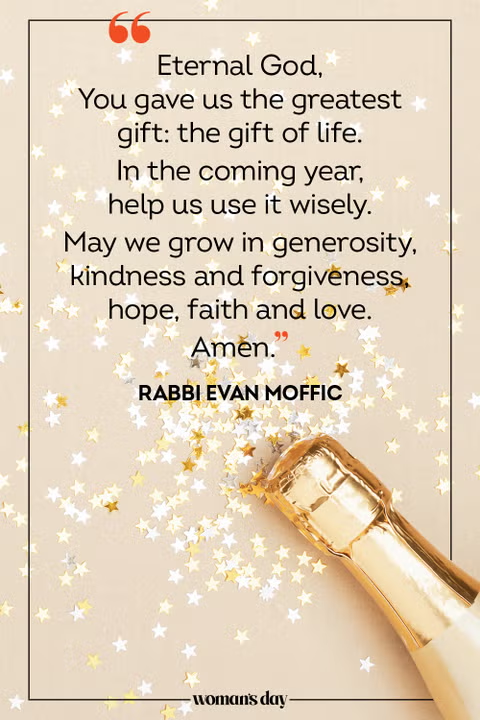 “
Eternal God,
You gave us the greatest
gift: the gift of life.
In the coming year,
help us use it wisely.
May we grow in generosity,
kindness and forgiveness,
hope, faith and love.
Amen.”
RABBI EVAN MOFFIC
woman's day